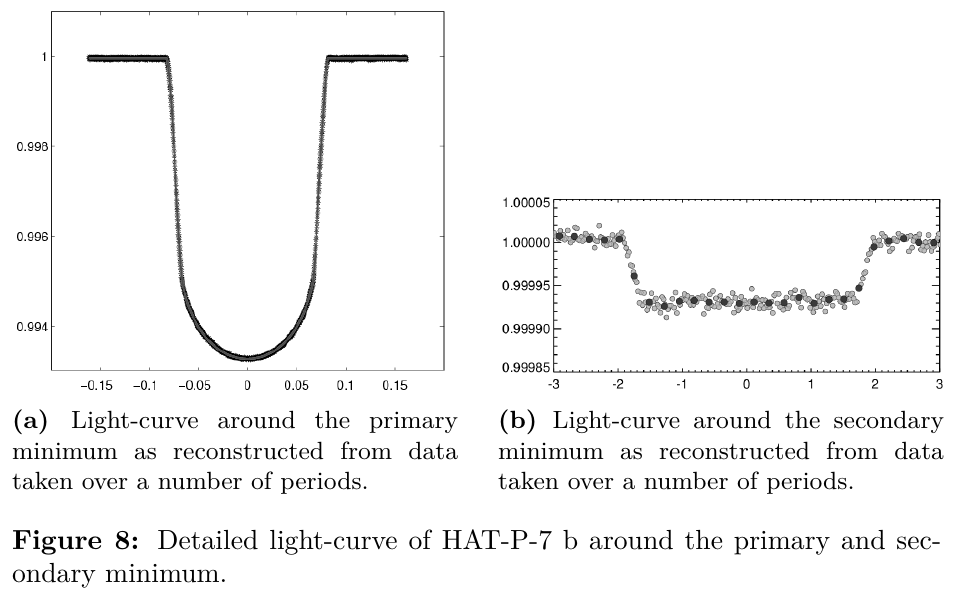 1
0.998
0.996
0.994
−0.15
−0.1
−0.05
0
0.05
0.1
0.15
1.00005
1.00000
0.99995
0.99990
0.99985
-3
-2
-1
0
1
2
3
(a) Light-curve around the primary
minimum as reconstructed from data
taken over a number of periods.
(b) Light-curve around the secondary
minimum as reconstructed from data
taken over a number of periods.
Figure 8: Detailed light-curve of HAT-P-7 b around the primary and sec-
ondary minimum.